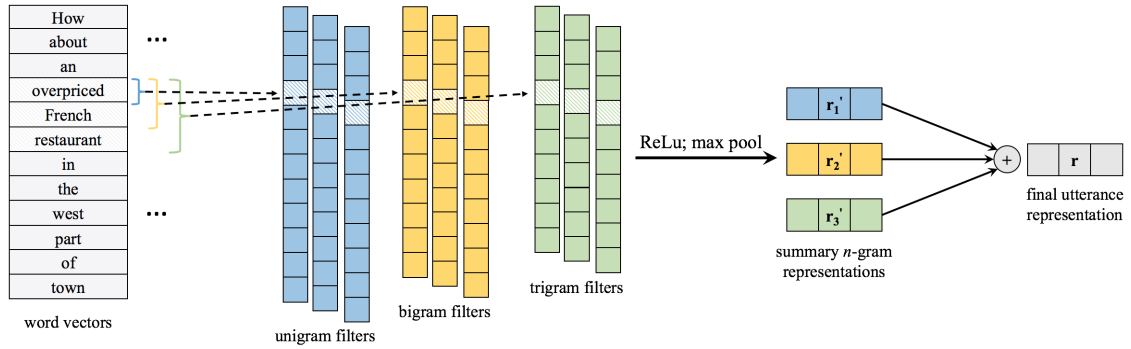 How
about
an
overpriced
French
restaurant
in
the
west
part
of
town
...
...
word vectors
unigram filters
bigram filters
trigram filters
ReLu; max pool
r₁'
r₂'
r₃'
summary n-gram
representations
+
r
final utterance
representation